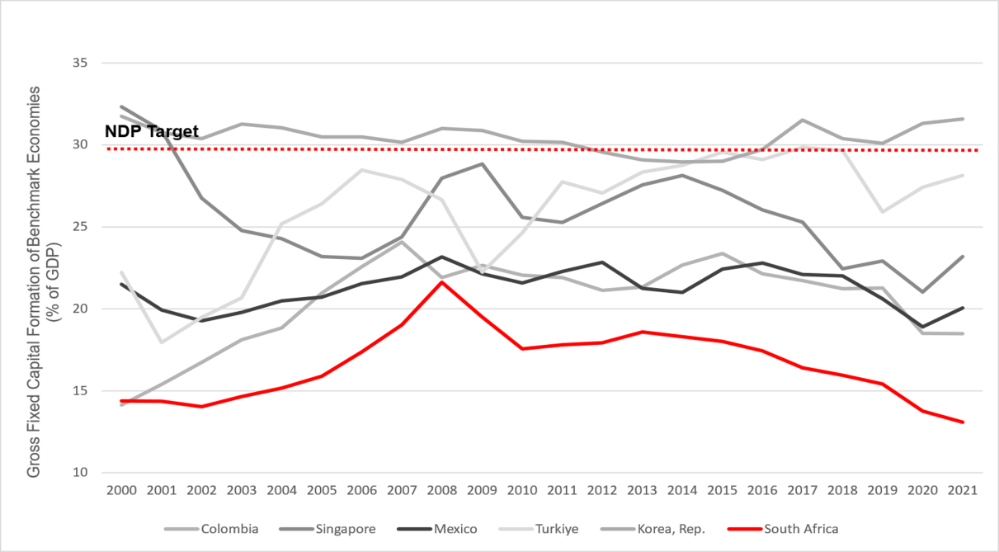 35
NDP Target
30
25
20
15
10
Gross Fixed Capital Formation of Benchmark Economies
(% of GDP)
2000 2001 2002 2003 2004 2005 2006 2007 2008 2009 2010 2011 2012 2013 2014 2015 2016 2017 2018 2019 2020 2021
Colombia Singapore Mexico Turkiye Korea, Rep. South Africa